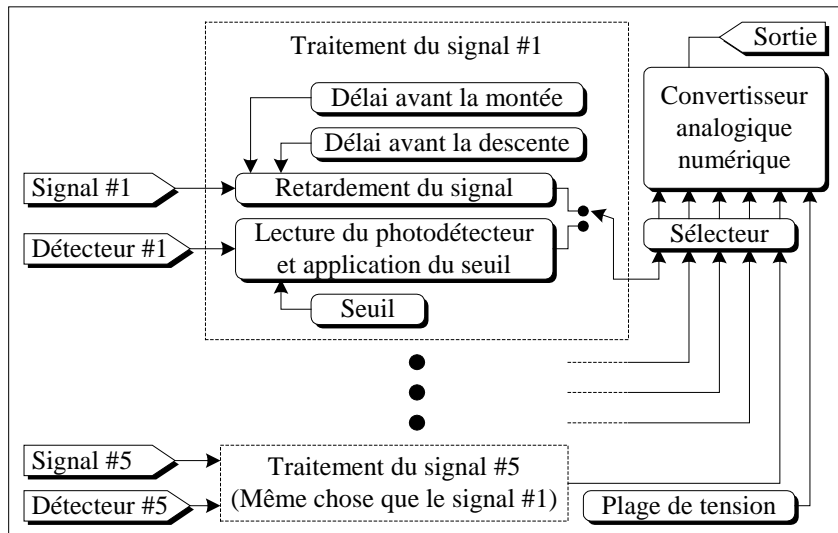 Traitement du signal #1
Sortie
Délai avant la montée
Convertisseur
analogique
numérique
Délai avant la descente
Signal #1
Retardement du signal
Détecteur #1
Lecture du photodétecteur
et application du seuil
Sélecteur
Seuil
Signal #5
Détecteur #5
Traitement du signal #5
(Même chose que le signal #1)
Plage de tension